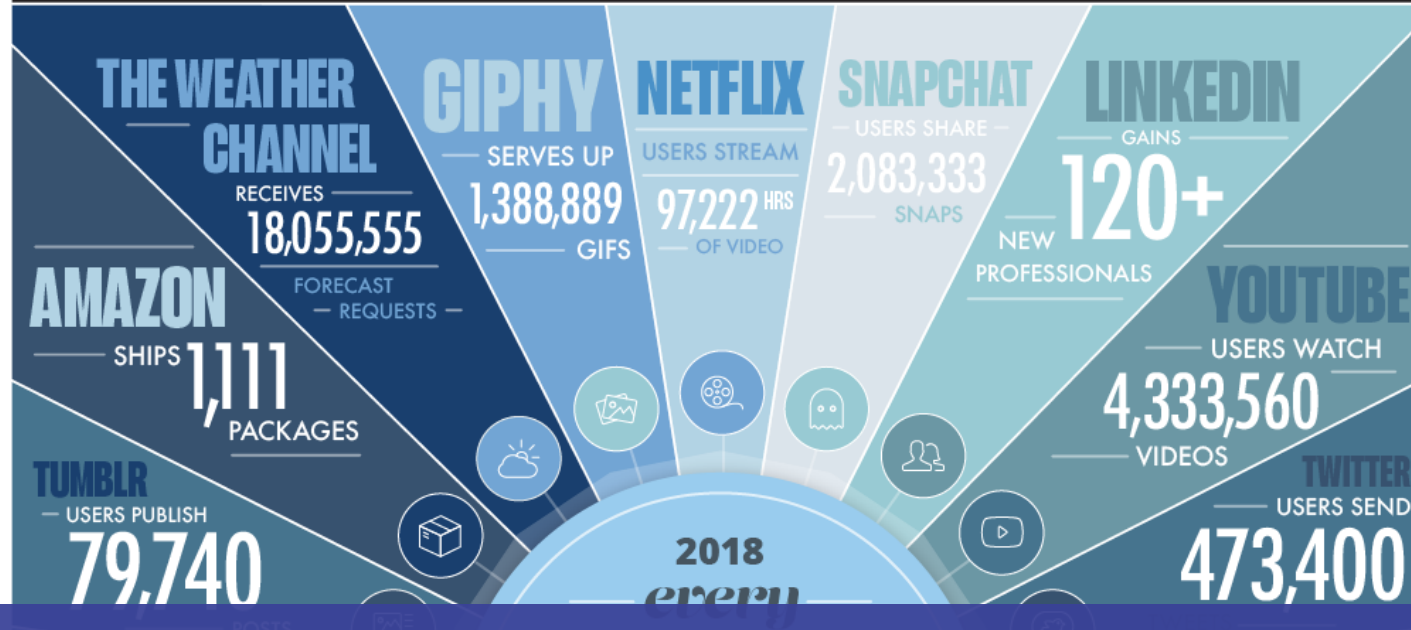 THE WEATHER
CHANNEL
RECEIVES
18,055,555
FORECAST
REQUESTS
GIPHY
SERVES UP
1,388,889
GIFS
NETFLIX
USERS STREAM
97,222 HRS
OF VIDEO
SNAPCHAT
USERS SHARE
2,083,333
SNAPS
LINKEDIN
GAINS
120+
NEW
PROFESSIONALS
AMAZON
SHIPS 1,111
PACKAGES
YOUTUBE
USERS WATCH
4,333,560
VIDEOS
TUMBLR
USERS PUBLISH
79,740
POSTS
TWITTER
USERS SEND
473,400
2018
every